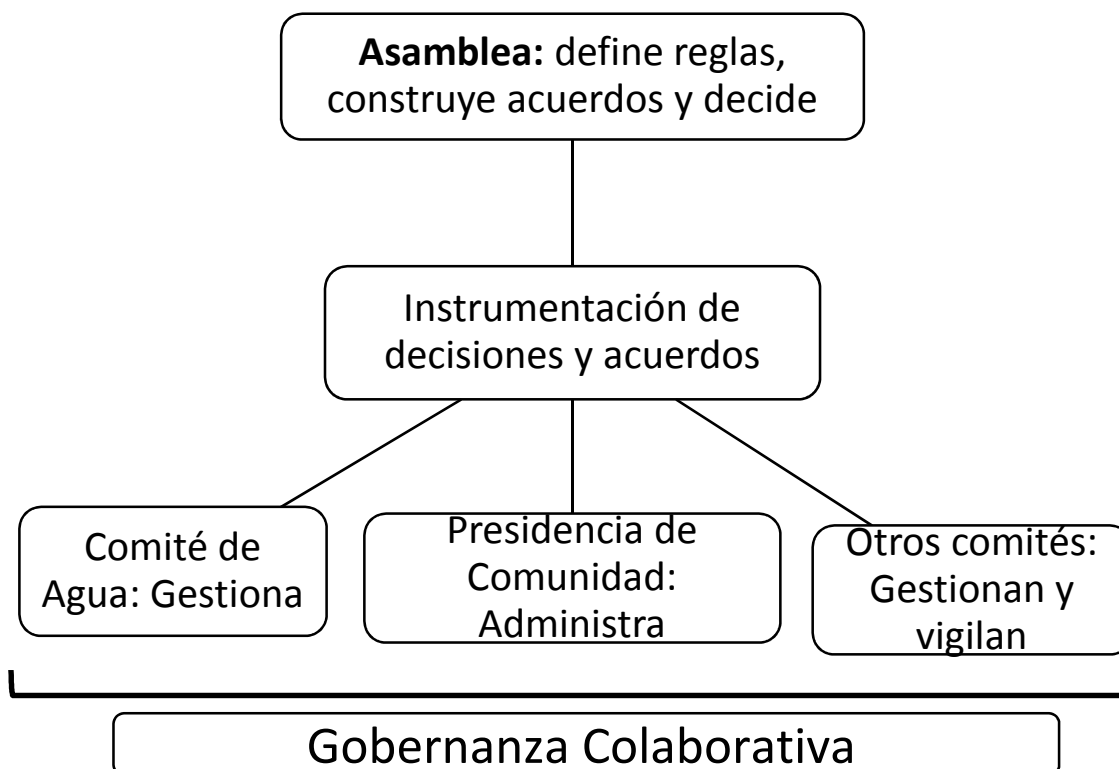 Asamblea: define reglas,
construye acuerdos y decide
Instrumentación de
decisiones y acuerdos
Comité de
Agua: Gestiona
Presidencia de
Comunidad:
Administra
Otros comités:
Gestionan y
vigilan
Gobernanza Colaborativa